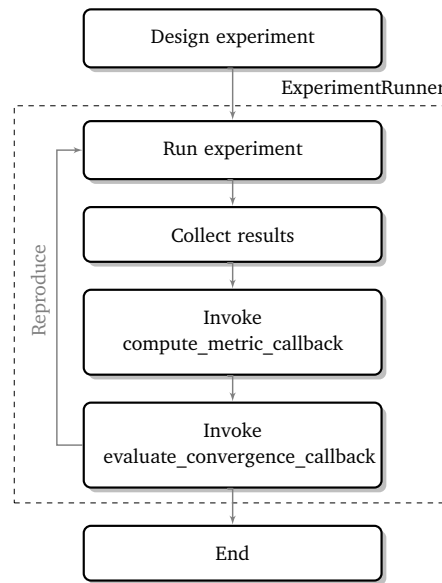 Design experiment
ExperimentRunner
Run experiment
Collect results
Reproduce
Invoke
compute_metric_callback
Invoke
evaluate_convergence_callback
End